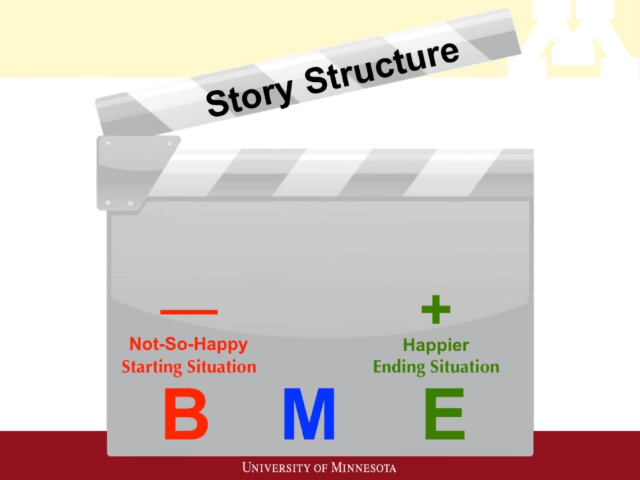 Story Structure
— +
Not-So-Happy Happier
Starting Situation Ending Situation
B M E
UNIVERSITY OF MINNESOTA